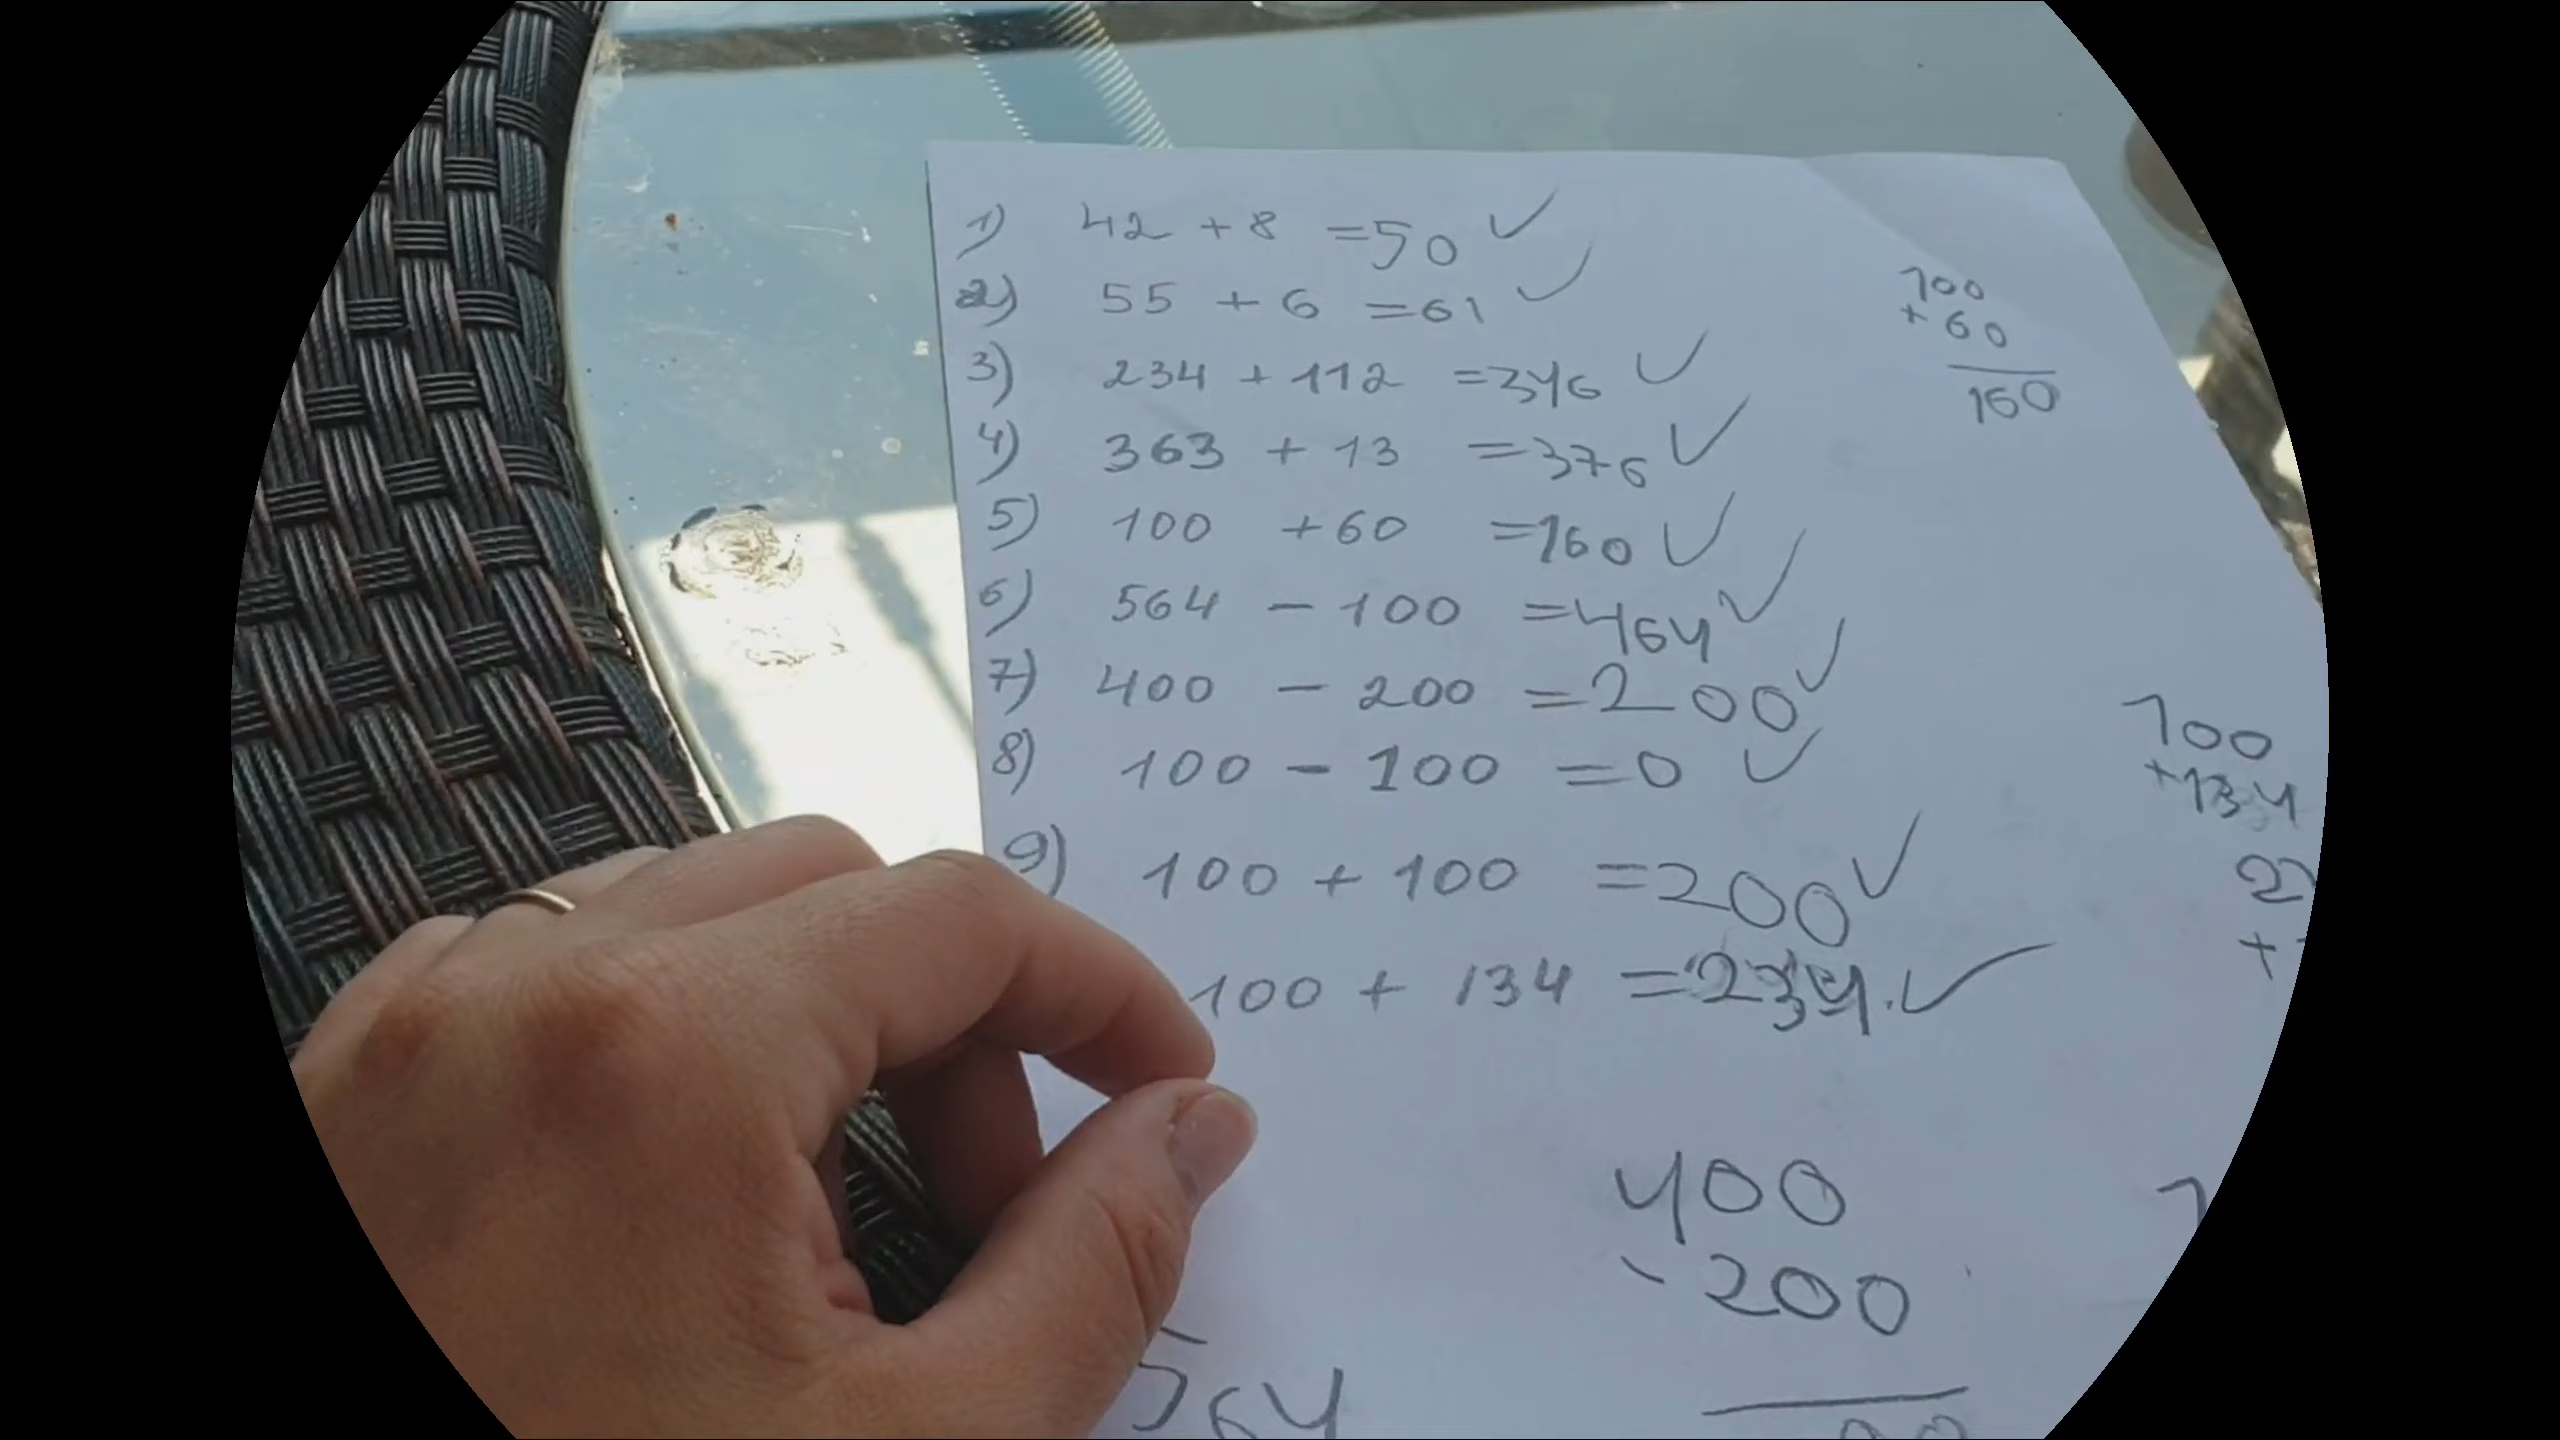 1) 42 + 8 = 50 ✓
2) 55 + 6 = 61 ✓
3) 234 + 112 = 346 ✓
4) 363 + 13 = 376 ✓
5) 100 + 60 = 160 ✓
6) 564 - 100 = 464 ✓
7) 400 - 200 = 200 ✓
8) 100 - 100 = 0 ✓
9) 100 + 100 = 200 ✓
100 + 134 = 234. ✓
100
+ 60
160
100
+134
2
+
400
- 200
564